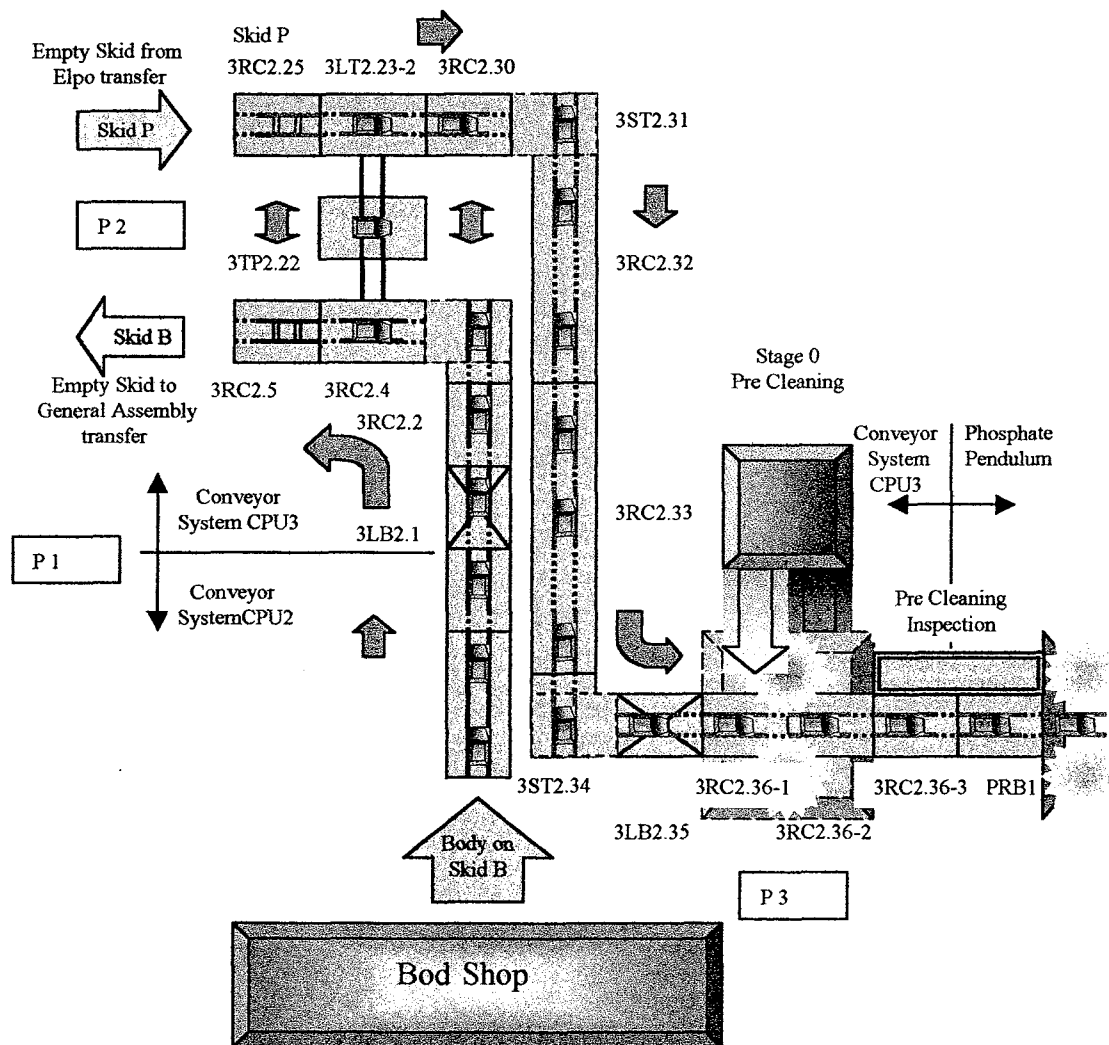 Skid P
Empty Skid from
Elpo transfer
3RC2.25
3LT2.23-2
3RC2.30
Skid P
3ST2.31
P 2
3TP2.22
3RC2.32
Skid B
Empty Skid to
General Assembly
transfer
3RC2.5
3RC2.4
3RC2.2
Stage 0
Pre Cleaning
Conveyor
System
CPU3
Phosphate
Pendulum
Conveyor
System CPU3
3LB2.1
3RC2.33
P 1
Conveyor
SystemCPU2
Pre Cleaning
Inspection
3ST2.34
3RC2.36-1
3RC2.36-3
PRB1
3LB2.35
3RC2.36-2
Body on
Skid B
P 3
Bod Shop